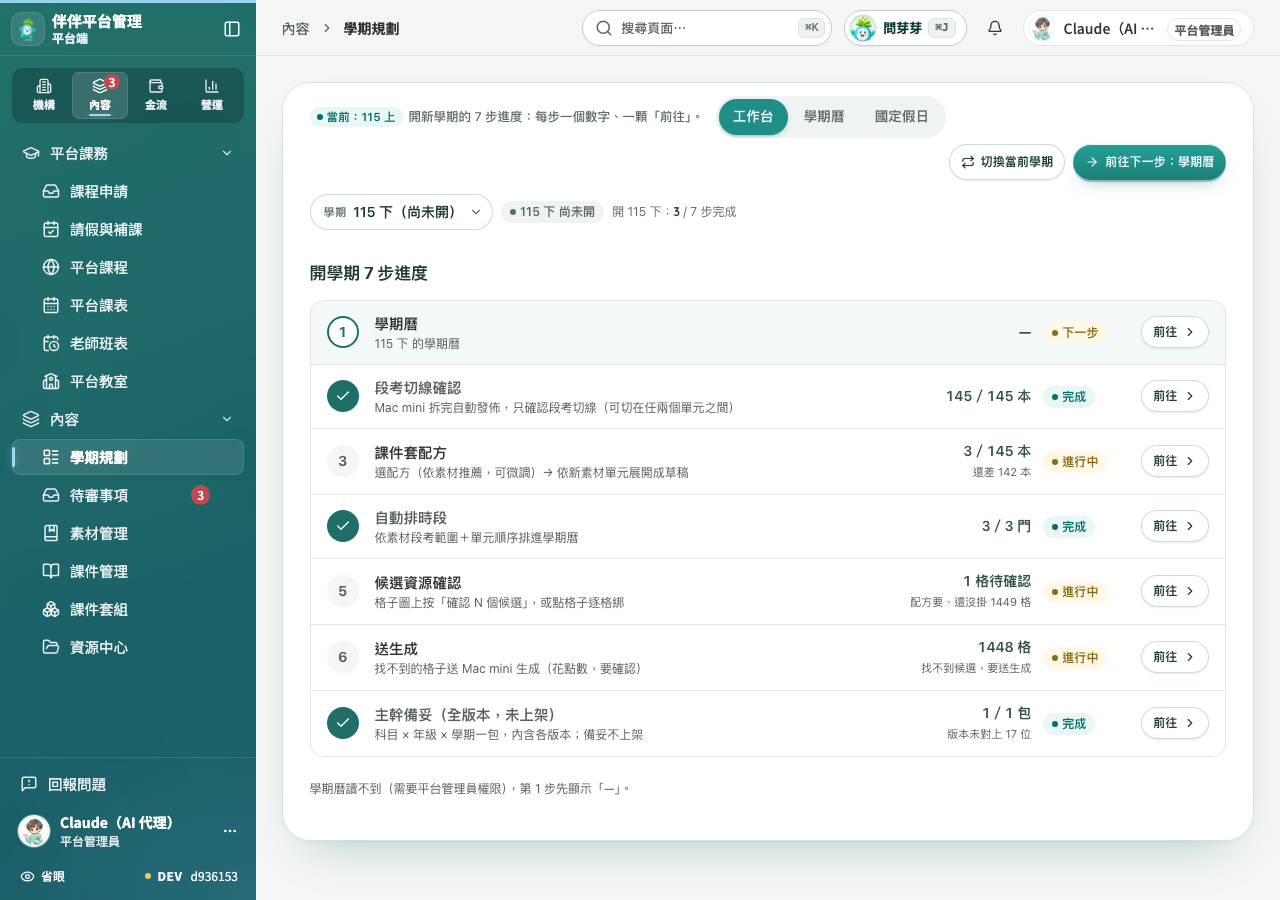 伴伴平台管理
平台端
機構
內容
3
金流
營運
平台課務
課程申請
請假與補課
平台課程
平台課表
老師班表
平台教室
內容
學期規劃
待審事項
3
素材管理
課件管理
課件套組
資源中心
回報問題
Claude（AI 代理）
平台管理員
省眼
DEV d936153
內容 > 學期規劃
搜尋頁面… ⌘K
問芽芽 ⌘J
Claude（AI … 平台管理員
當前：115 上 開新學期的 7 步進度：每步一個數字、一顆「前往」。
工作台 學期曆 國定假日
切換當前學期 前往下一步：學期曆
學期 115 下（尚未開） 115 下 尚未開 開 115 下：3 / 7 步完成
開學期 7 步進度
1 學期曆 — 下一步 前往
115 下 的學期曆
段考切線確認 145 / 145 本 完成 前往
Mac mini 拆完自動發佈，只確認段考切線（可切在任兩個單元之間）
3 課件套配方 3 / 145 本 進行中 前往
選配方（依素材推薦，可微調）→ 依新素材單元展開成草稿 還差 142 本
自動排時段 3 / 3 門 完成 前往
依素材段考範圍＋單元順序排進學期曆
5 候選資源確認 1 格待確認 進行中 前往
格子圖上按「確認 N 個候選」，或點格子逐格綁 配方要、還沒掛 1449 格
6 送生成 1448 格 進行中 前往
找不到的格子送 Mac mini 生成（花點數，要確認） 找不到候選，要送生成
主幹備妥（全版本，未上架） 1 / 1 包 完成 前往
科目 × 年級 × 學期一包，內含各版本；備妥不上架 版本未對上 17 位
學期曆讀不到（需要平台管理員權限），第 1 步先顯示「—」。